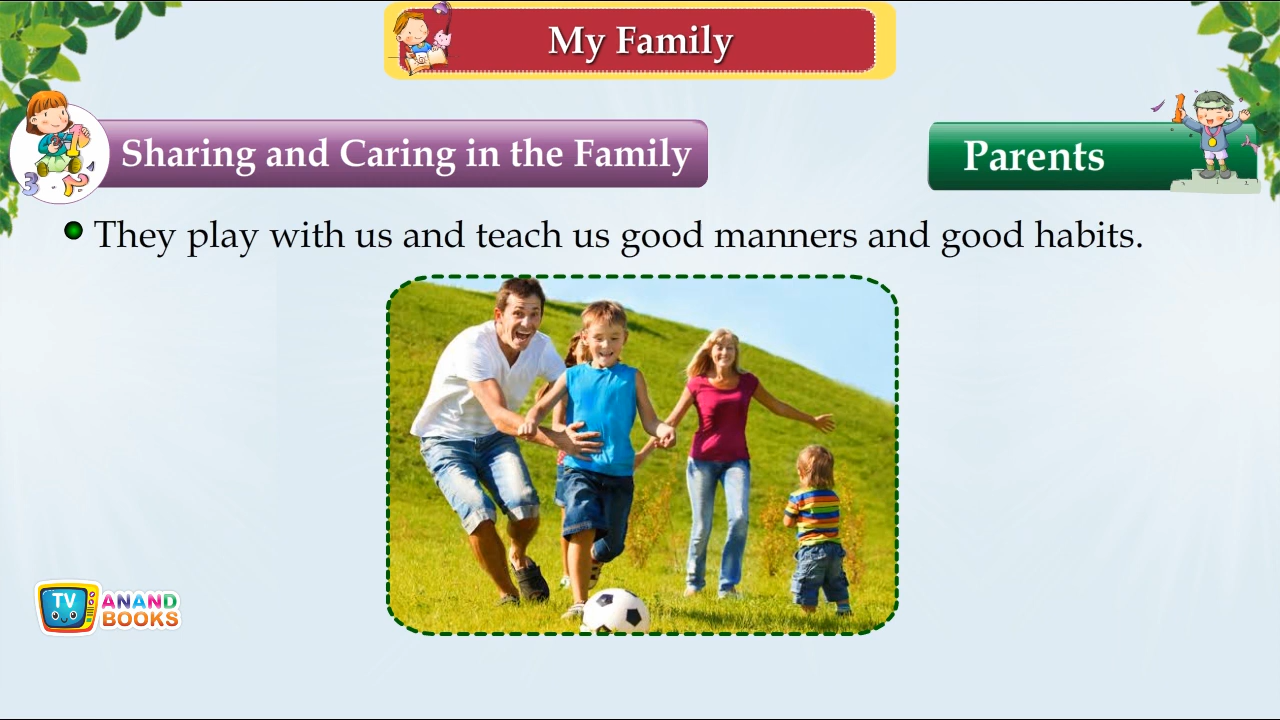 My Family
Sharing and Caring in the Family
Parents
They play with us and teach us good manners and good habits.
TV
ANAND
BOOKS